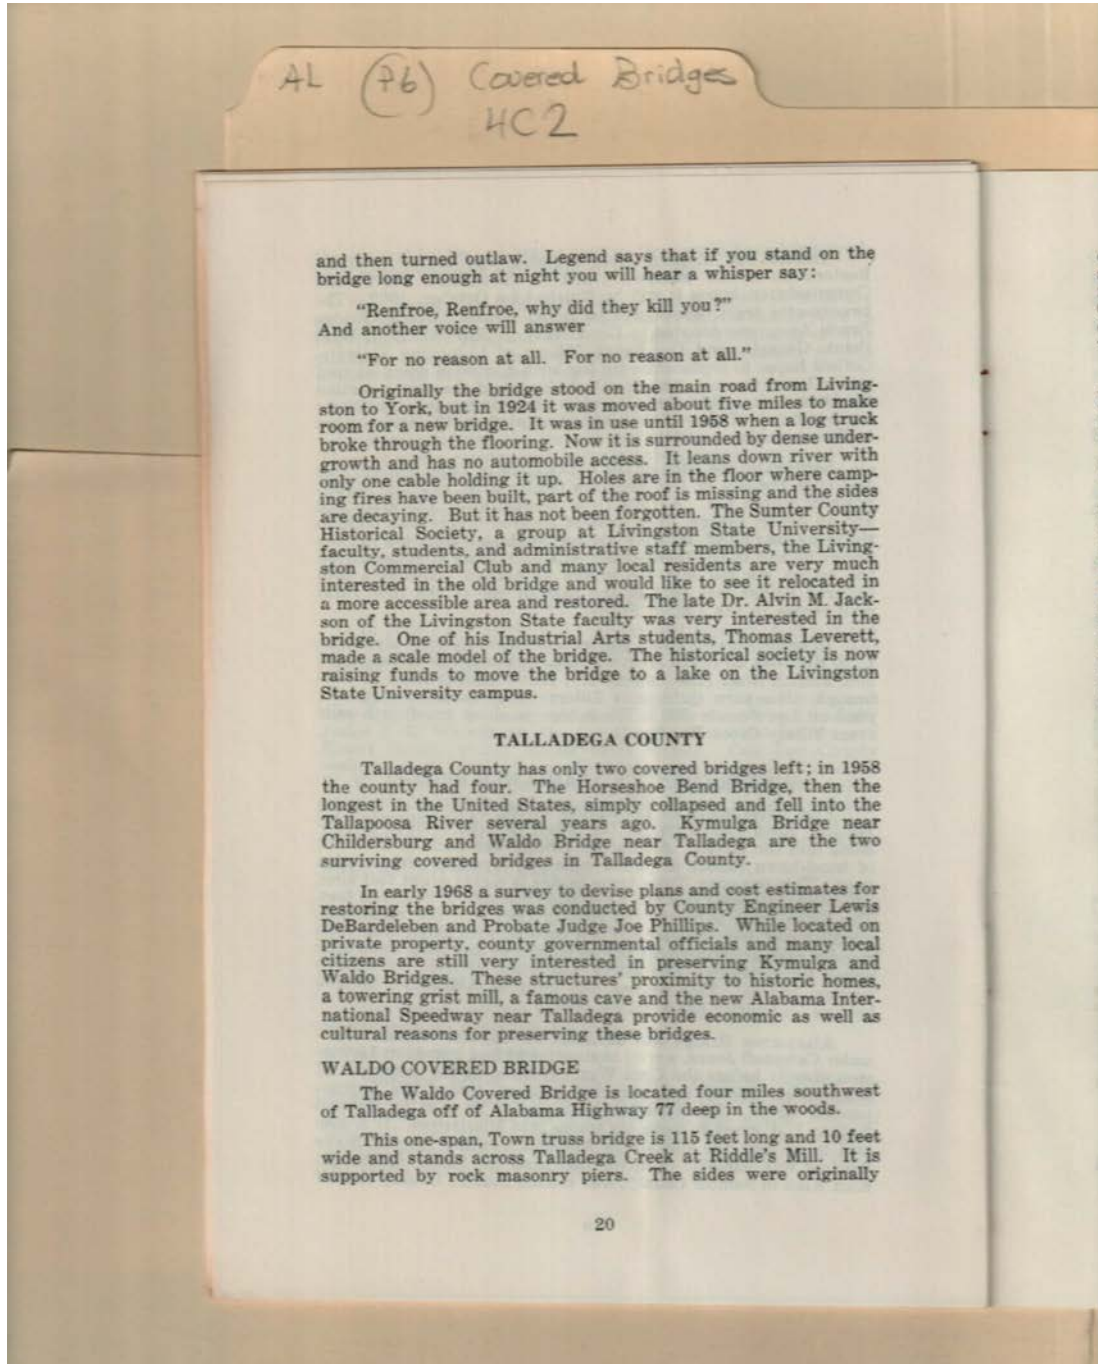 AL (P6) Covered Bridges
4C2
and then turned outlaw. Legend says that if you stand on the
bridge long enough at night you will hear a whisper say:
“Renfroe, Renfroe, why did they kill you?”
And another voice will answer
“For no reason at all. For no reason at all.”
Originally the bridge stood on the main road from Living-
ston to York, but in 1924 it was moved about five miles to make
room for a new bridge. It was in use until 1958 when a log truck
broke through the flooring. Now it is surrounded by dense under-
growth and has no automobile access. It leans down river with
only one cable holding it up. Holes are in the floor where camp-
ing fires have been built, part of the roof is missing and the sides
are decaying. But it has not been forgotten. The Sumter County
Historical Society, a group at Livingston State University—
faculty, students, and administrative staff members, the Living-
ston Commercial Club and many local residents are very much
interested in the old bridge and would like to see it relocated in
a more accessible area and restored. The late Dr. Alvin M. Jack-
son of the Livingston State faculty was very interested in the
bridge. One of his Industrial Arts students, Thomas Leverett,
made a scale model of the bridge. The historical society is now
raising funds to move the bridge to a lake on the Livingston
State University campus.
TALLADEGA COUNTY
Talladega County has only two covered bridges left; in 1958
the county had four. The Horseshoe Bend Bridge, then the
longest in the United States, simply collapsed and fell into the
Tallapoosa River several years ago. Kymulga Bridge near
Childersburg and Waldo Bridge near Talladega are the two
surviving covered bridges in Talladega County.
In early 1968 a survey to devise plans and cost estimates for
restoring the bridges was conducted by County Engineer Lewis
DeBardeleben and Probate Judge Joe Phillips. While located on
private property, county governmental officials and many local
citizens are still very interested in preserving Kymulga and
Waldo Bridges. These structures’ proximity to historic homes,
a towering grist mill, a famous cave and the new Alabama Inter-
national Speedway near Talladega provide economic as well as
cultural reasons for preserving these bridges.
WALDO COVERED BRIDGE
The Waldo Covered Bridge is located four miles southwest
of Talladega off of Alabama Highway 77 deep in the woods.
This one-span, Town truss bridge is 115 feet long and 10 feet
wide and stands across Talladega Creek at Riddle’s Mill. It is
supported by rock masonry piers. The sides were originally
20